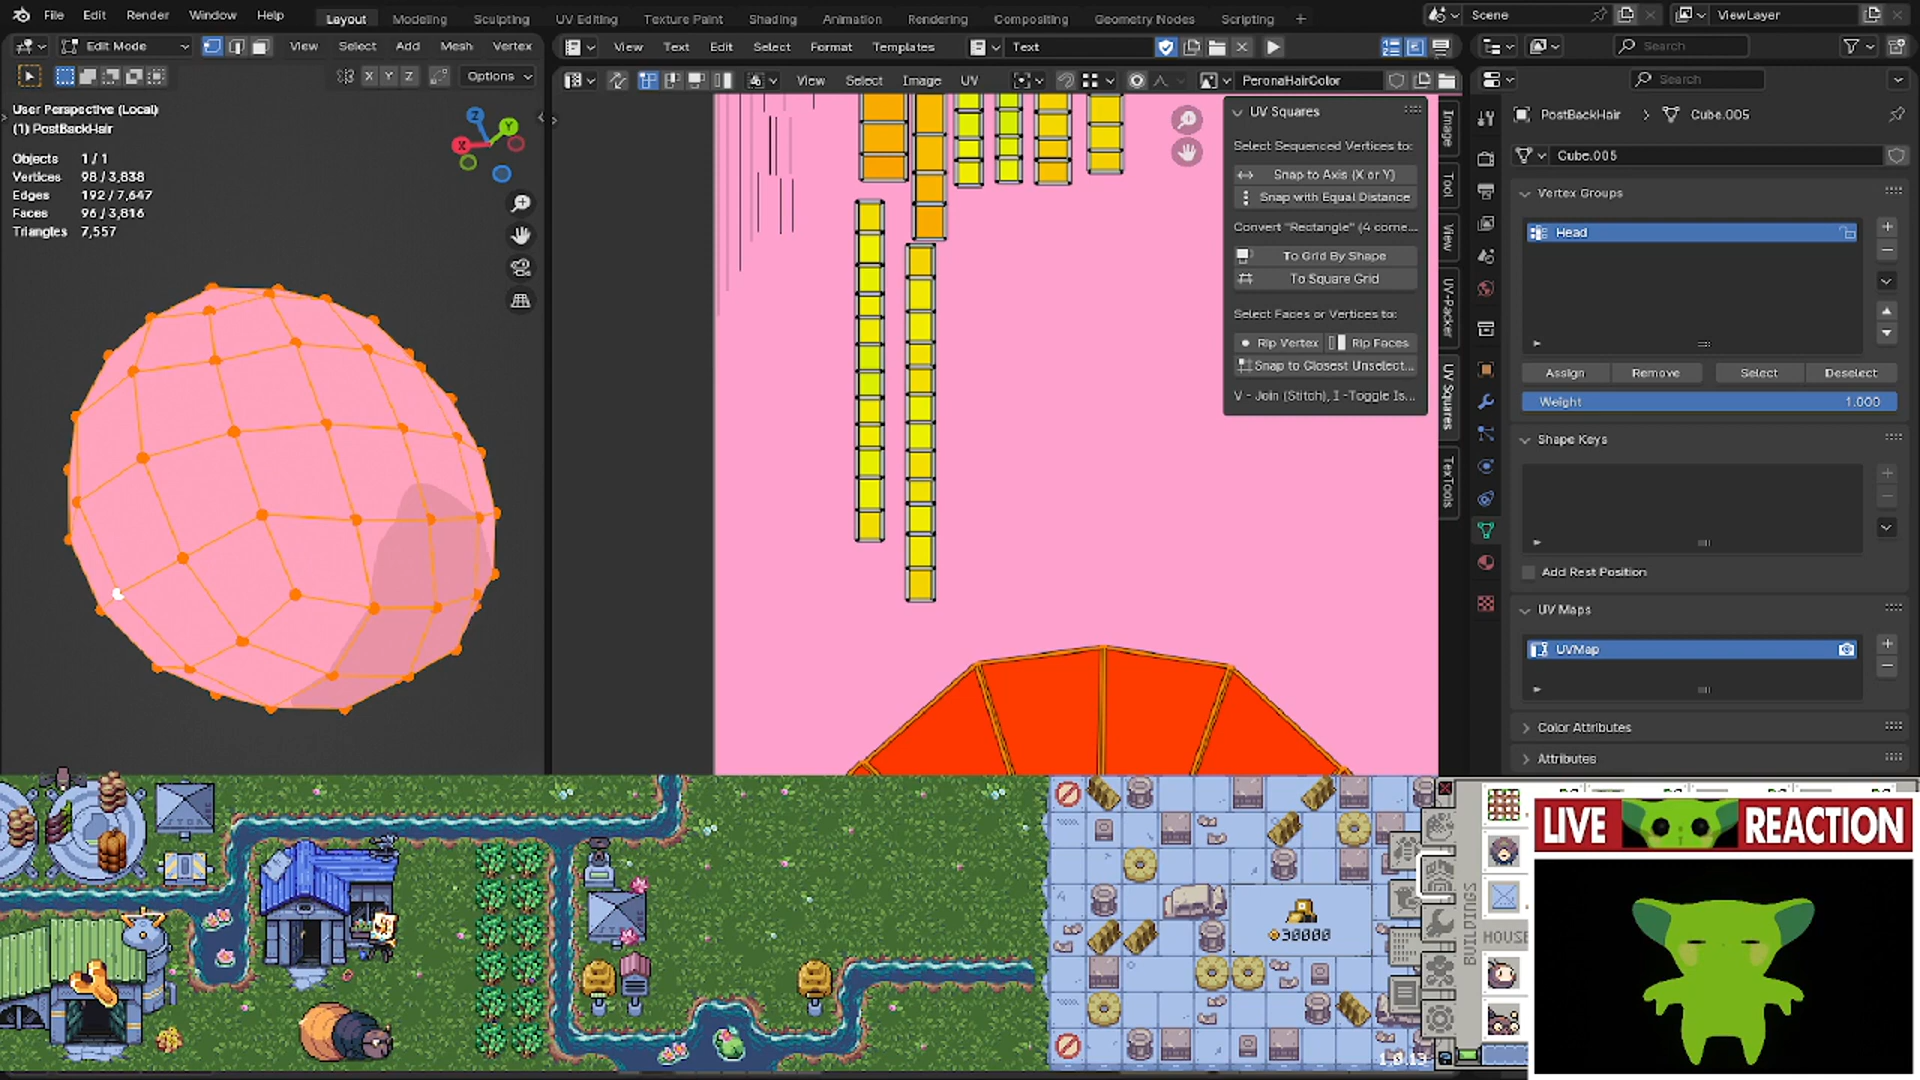 File Edit Render Window Help Layout Modeling Sculpting UV Editing Texture Paint Shading Animation Rendering Compositing Geometry Nodes Scripting + Scene ViewLayer
Edit Mode View Select Add Mesh Vertex View Text Edit Select Format Templates Text Search
X Y Z Options View Select Image UV PeronaHairColor Search
User Perspective (Local)
(1) PostBackHair
Objects 1 / 1
Vertices 98 / 3,838
Edges 192 / 7,647
Faces 96 / 3,816
Triangles 7,557
Z
Y
X
UV Squares
Select Sequenced Vertices to:
Snap to Axis (X or Y)
Snap with Equal Distance
Convert "Rectangle" (4 corne...
To Grid By Shape
To Square Grid
Select Faces or Vertices to:
Rip Vertex Rip Faces
Snap to Closest Unselect...
V - Join (Stitch), I -Toggle Is...
Image
Tool
View
UV-Packer
UV Squares
TexTools
PostBackHair Cube.005
Cube.005
Vertex Groups
Head
Assign Remove Select Deselect
Weight 1.000
Shape Keys
Add Rest Position
UV Maps
UVMap
Color Attributes
Attributes
30000
1.0.13
BUILDINGS
HOUSE
LIVE REACTION